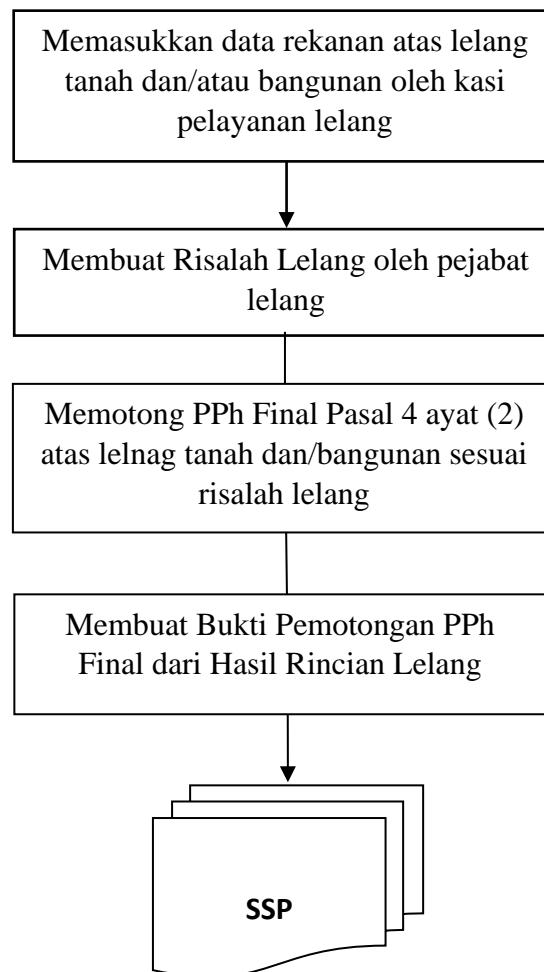 Memasukkan data rekanan atas lelang
tanah dan/atau bangunan oleh kasi
pelayanan lelang
Membuat Risalah Lelang oleh pejabat
lelang
Memotong PPh Final Pasal 4 ayat (2)
atas lelnag tanah dan/bangunan sesuai
risalah lelang
Membuat Bukti Pemotongan PPh
Final dari Hasil Rincian Lelang
SSP